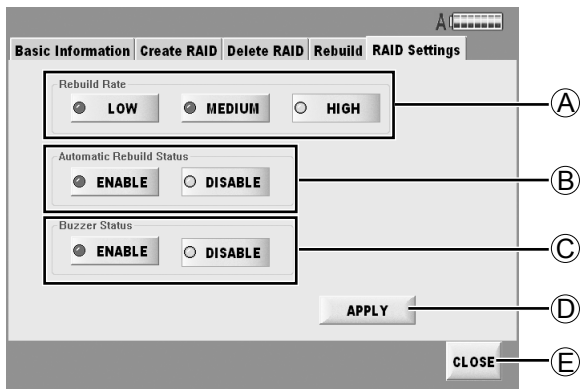 A
Basic Information Create RAID Delete RAID Rebuild RAID Settings
Rebuild Rate
LOW MEDIUM HIGH
A
Automatic Rebuild Status
ENABLE DISABLE
B
Buzzer Status
ENABLE DISABLE
C
APPLY
D
CLOSE
E